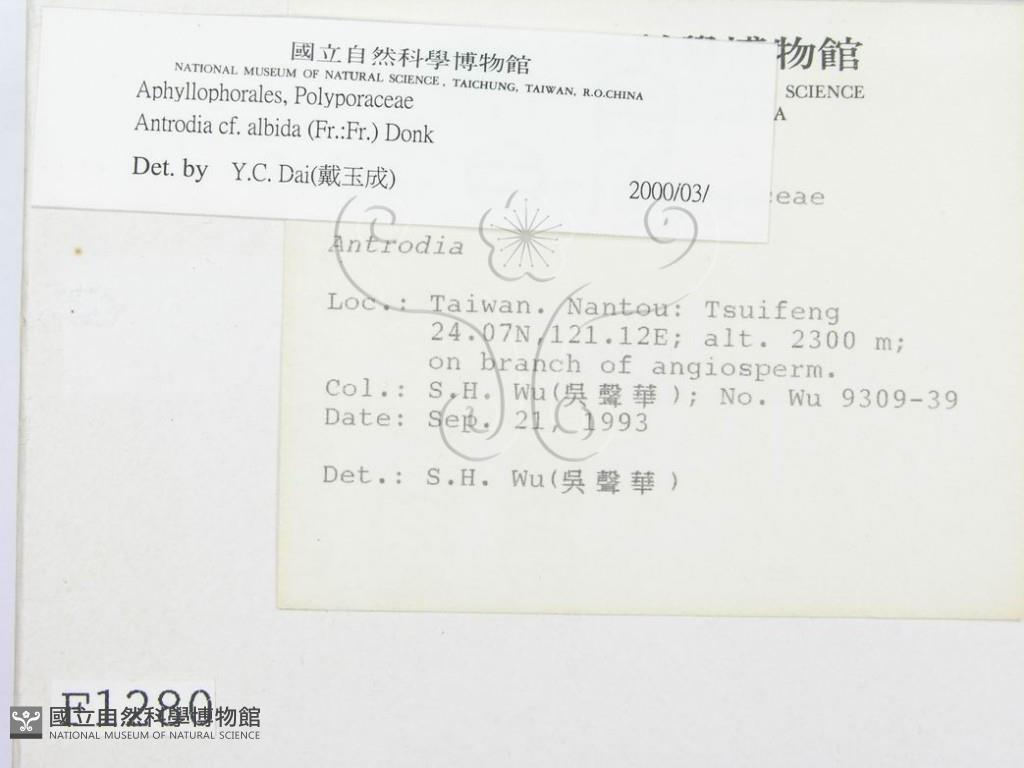 國立自然科學博物館
NATIONAL MUSEUM OF NATURAL SCIENCE, TAICHUNG, TAIWAN, R.O.CHINA
Aphyllophorales, Polyporaceae
Antrodia cf. albida (Fr.:Fr.) Donk
Det. by Y.C. Dai(戴玉成)
2000/03/
物館
SCIENCE
A
ceae
Antrodia
Loc.: Taiwan. Nantou: Tsuifeng
24.07N,121.12E; alt. 2300 m;
on branch of angiosperm.
Col.: S.H. Wu(吳聲華); No. Wu 9309-39
Date: Sep. 21, 1993
Det.: S.H. Wu(吳聲華)
F1280
國立自然科學博物館
NATIONAL MUSEUM OF NATURAL SCIENCE